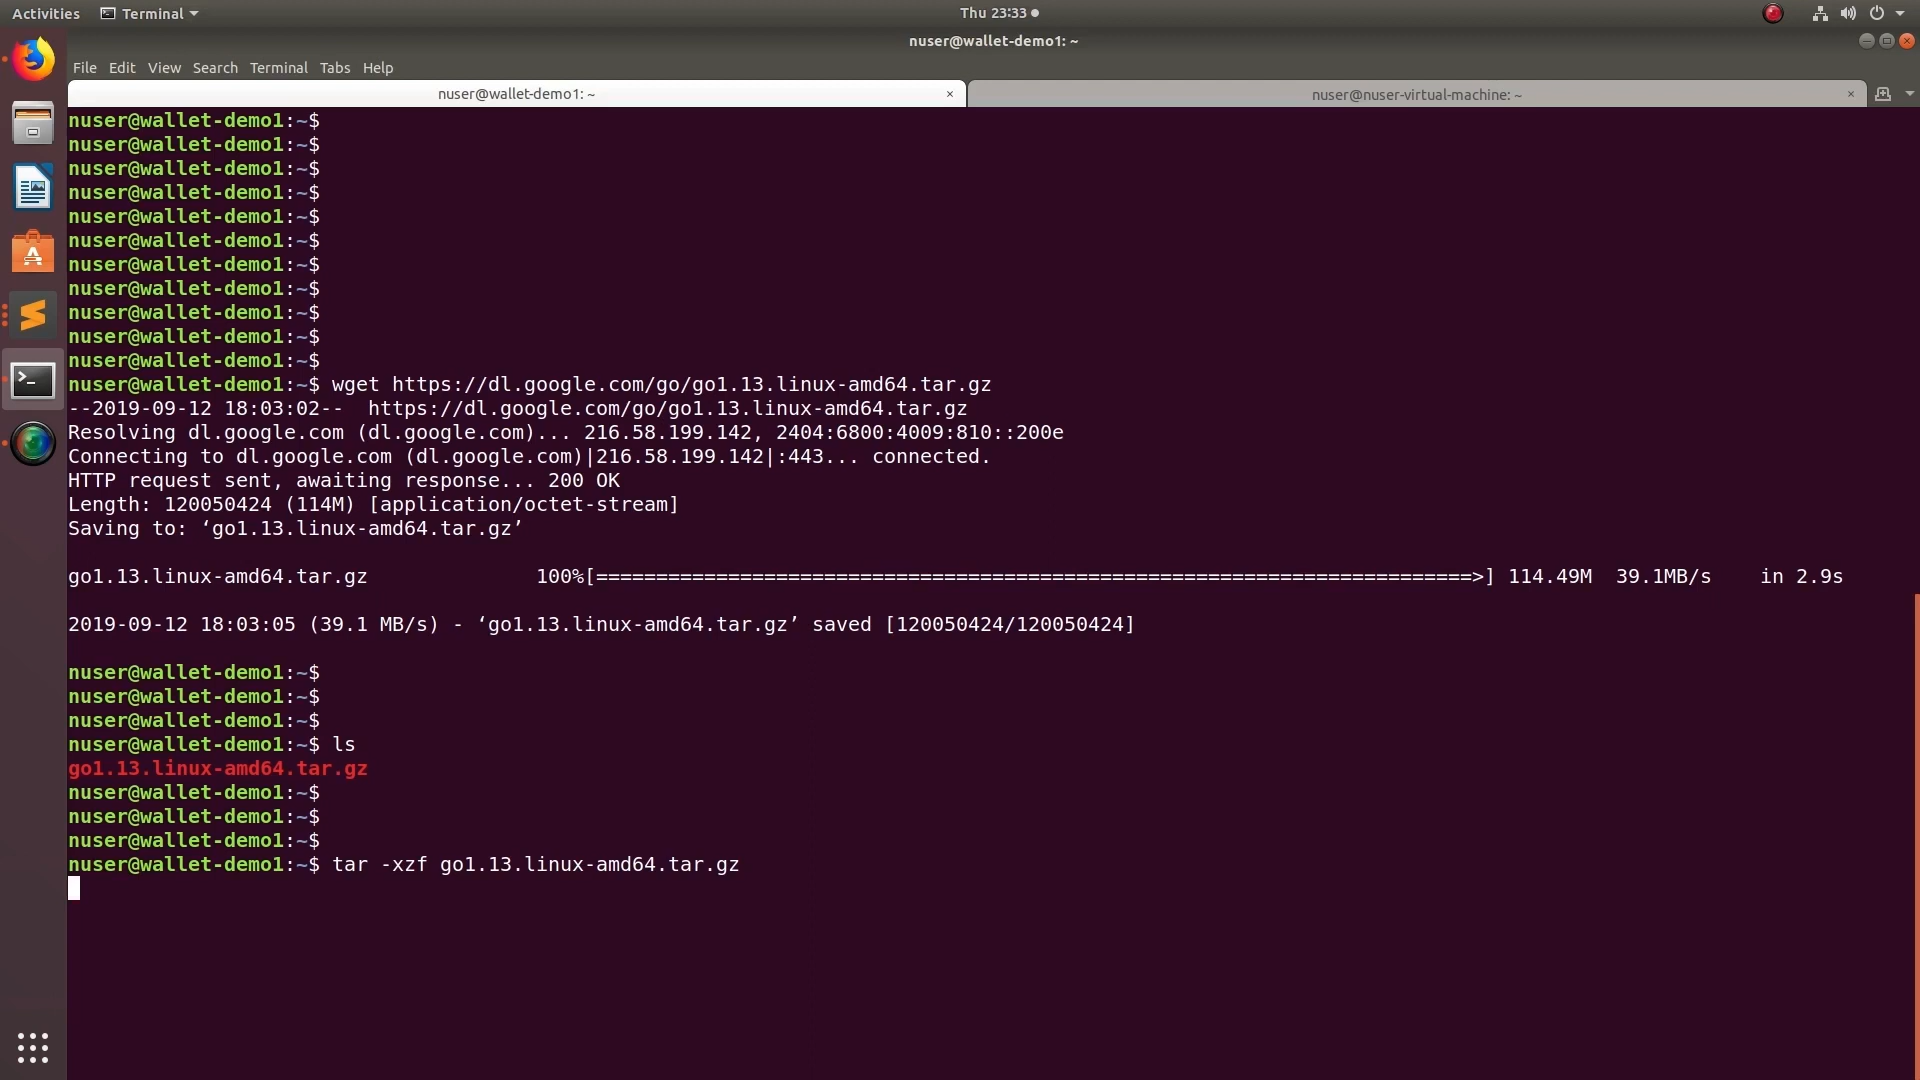 Activities Terminal Thu 23:33
nuser@wallet-demo1: ~
File Edit View Search Terminal Tabs Help
nuser@wallet-demo1: ~ × nuser@nuser-virtual-machine: ~ ×
nuser@wallet-demo1:~$
nuser@wallet-demo1:~$
nuser@wallet-demo1:~$
nuser@wallet-demo1:~$
nuser@wallet-demo1:~$
nuser@wallet-demo1:~$
nuser@wallet-demo1:~$
nuser@wallet-demo1:~$
nuser@wallet-demo1:~$
nuser@wallet-demo1:~$
nuser@wallet-demo1:~$
nuser@wallet-demo1:~$ wget https://dl.google.com/go/go1.13.linux-amd64.tar.gz
--2019-09-12 18:03:02--  https://dl.google.com/go/go1.13.linux-amd64.tar.gz
Resolving dl.google.com (dl.google.com)... 216.58.199.142, 2404:6800:4009:810::200e
Connecting to dl.google.com (dl.google.com)|216.58.199.142|:443... connected.
HTTP request sent, awaiting response... 200 OK
Length: 120050424 (114M) [application/octet-stream]
Saving to: ‘go1.13.linux-amd64.tar.gz’
go1.13.linux-amd64.tar.gz 100%[=========================================================================>] 114.49M 39.1MB/s in 2.9s
2019-09-12 18:03:05 (39.1 MB/s) - ‘go1.13.linux-amd64.tar.gz’ saved [120050424/120050424]
nuser@wallet-demo1:~$
nuser@wallet-demo1:~$
nuser@wallet-demo1:~$
nuser@wallet-demo1:~$ ls
go1.13.linux-amd64.tar.gz
nuser@wallet-demo1:~$
nuser@wallet-demo1:~$
nuser@wallet-demo1:~$
nuser@wallet-demo1:~$ tar -xzf go1.13.linux-amd64.tar.gz